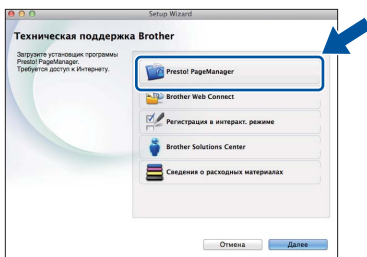 Setup Wizard
Техническая поддержка Brother
Загрузите установщик программы
Presto! PageManager.
Требуется доступ к Интернету.
Presto! PageManager
Brother Web Connect
Регистрация в интеракт. режиме
Brother Solutions Center
Сведения о расходных материалах
Отмена
Далее